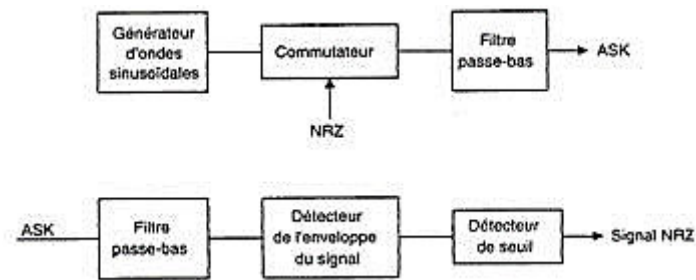 Générateur
d'ondes
sinusoïdales
Commutateur
Filtre
passe-bas
ASK
NRZ
ASK
Filtre
passe-bas
Détecteur
de l'enveloppe
du signal
Détecteur
de seuil
Signal NRZ